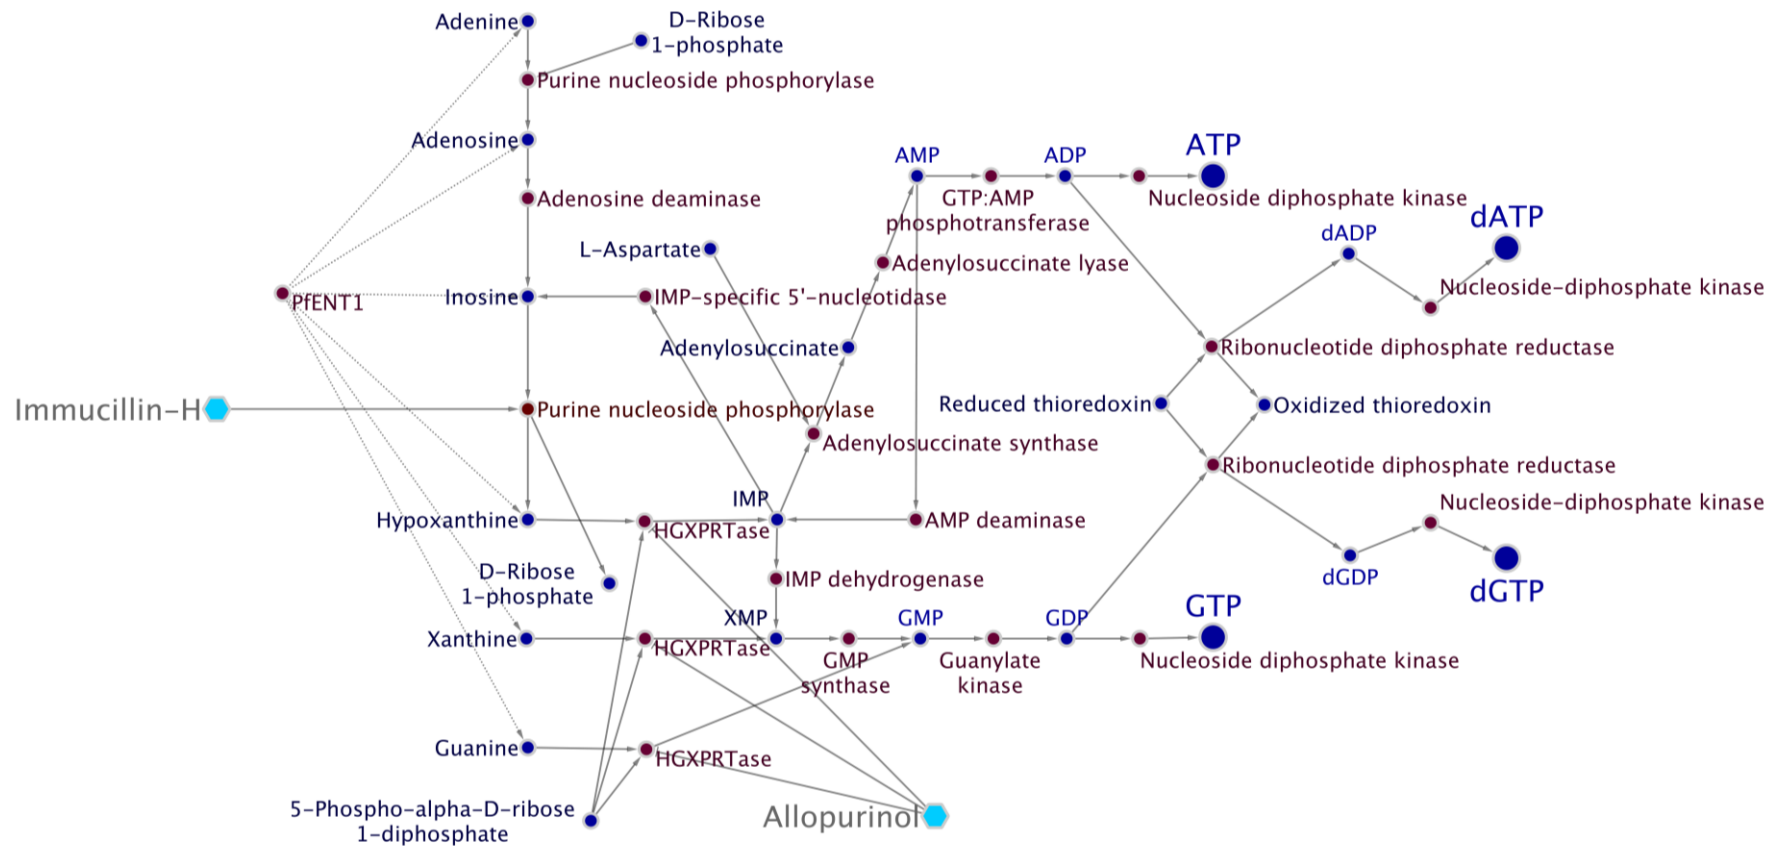 Adenine
D-Ribose
1-phosphate
Purine nucleoside phosphorylase
Adenosine
Adenosine deaminase
AMP
ADP
ATP
GTP:AMP
phosphotransferase
Nucleoside diphosphate kinase
dATP
dADP
L-Aspartate
Adenylosuccinate lyase
Nucleoside-diphosphate kinase
PfENT1
Inosine
IMP-specific 5'-nucleotidase
Adenylosuccinate
Ribonucleotide diphosphate reductase
Immucillin-H
Purine nucleoside phosphorylase
Reduced thioredoxin
Oxidized thioredoxin
Adenylosuccinate synthase
Ribonucleotide diphosphate reductase
IMP
Nucleoside-diphosphate kinase
Hypoxanthine
HGXPRTase
AMP deaminase
D-Ribose
1-phosphate
IMP dehydrogenase
dGDP
dGTP
XMP
GMP
GDP
GTP
Xanthine
HGXPRTase
GMP
synthase
Guanylate
kinase
Nucleoside diphosphate kinase
Guanine
HGXPRTase
5-Phospho-alpha-D-ribose
1-diphosphate
Allopurinol